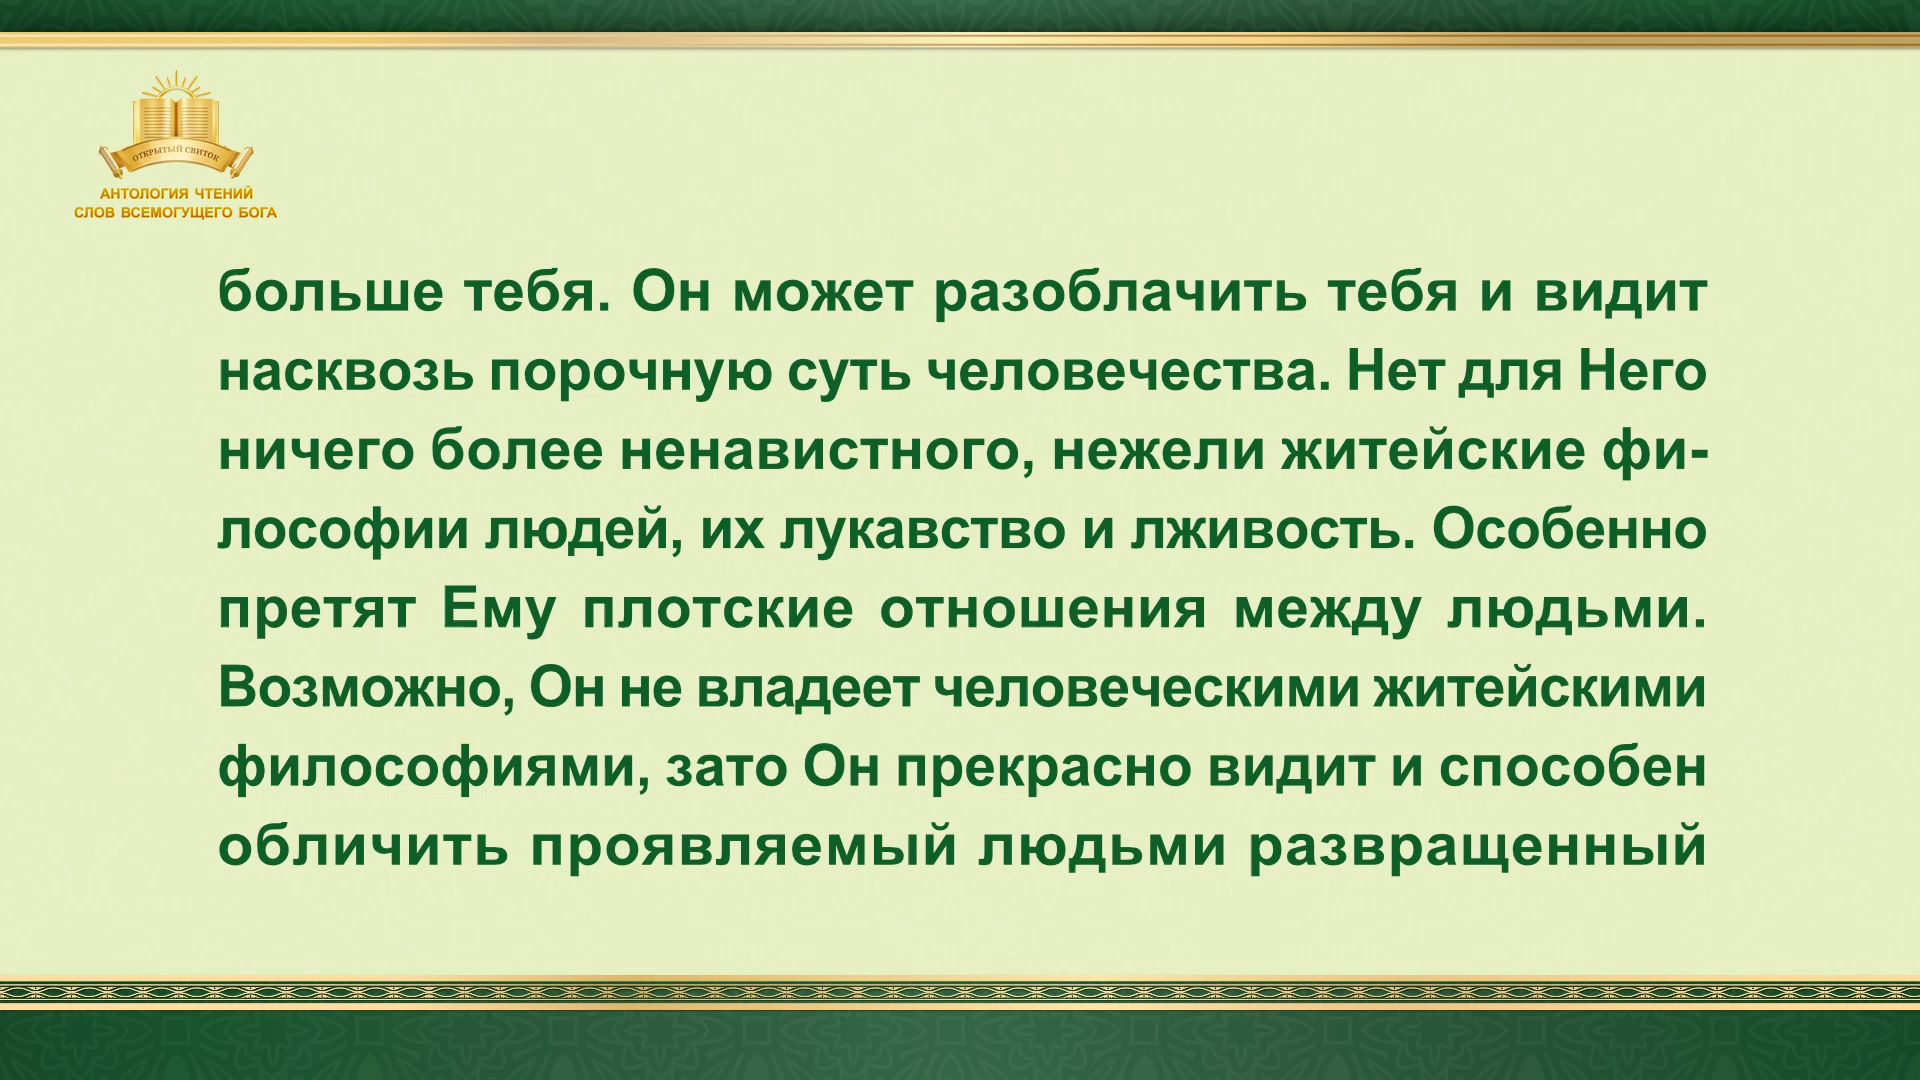 ОТКРЫТЫЙ СВИТОК
АНТОЛОГИЯ ЧТЕНИЙ
СЛОВ ВСЕМОГУЩЕГО БОГА
больше тебя. Он может разоблачить тебя и видит
насквозь порочную суть человечества. Нет для Него
ничего более ненавистного, нежели житейские фи-
лософии людей, их лукавство и лживость. Особенно
претят Ему плотские отношения между людьми.
Возможно, Он не владеет человеческими житейскими
философиями, зато Он прекрасно видит и способен
обличить проявляемый людьми развращенный